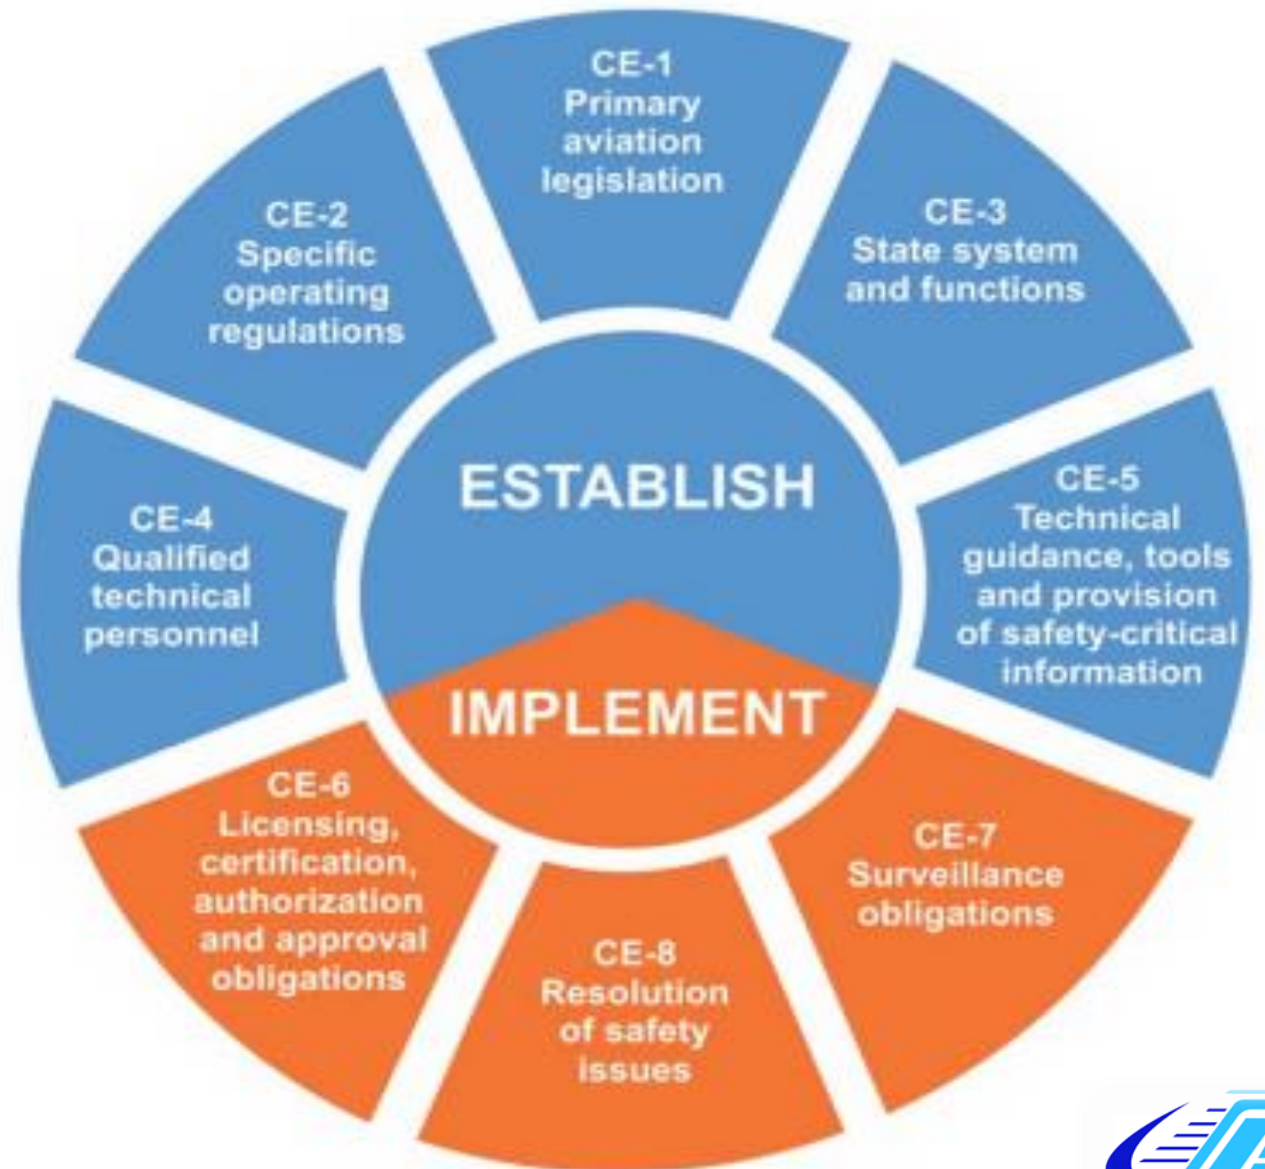 CE-1
Primary
aviation
legislation
CE-2
Specific
operating
regulations
CE-3
State system
and functions
CE-4
Qualified
technical
personnel
ESTABLISH
CE-5
Technical
guidance, tools
and provision
of safety-critical
information
IMPLEMENT
CE-6
Licensing,
certification,
authorization
and approval
obligations
CE-7
Surveillance
obligations
CE-8
Resolution
of safety
issues